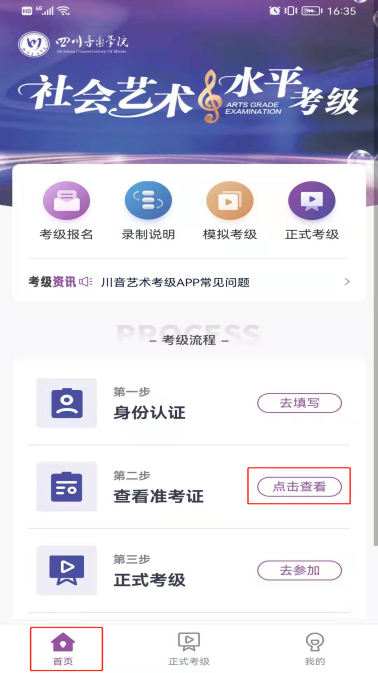 HD 4G 16:35
四川音乐学院
社会艺术水平考级
ARTS GRADE
EXAMINATION
考级报名 录制说明 模拟考级 正式考级
考级资讯 川音艺术考级APP常见问题 >
PROCESS
– 考级流程 –
第一步
身份认证 去填写
第二步
查看准考证 点击查看
第三步
正式考级 去参加
首页 正式考级 我的